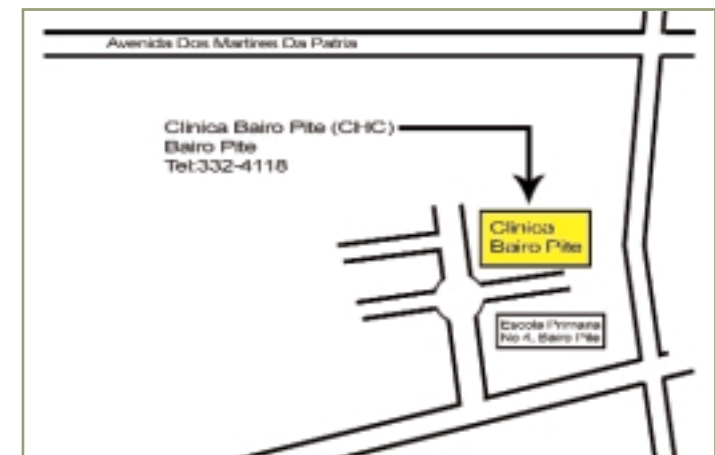 Avenida Dos Martires Da Patria
Clinica Bairo Pite (CHC)
Bairo Pite
Tel:332-4118
Clinica
Bairo Pite
Escola Primaria
No 4, Bairo Pite